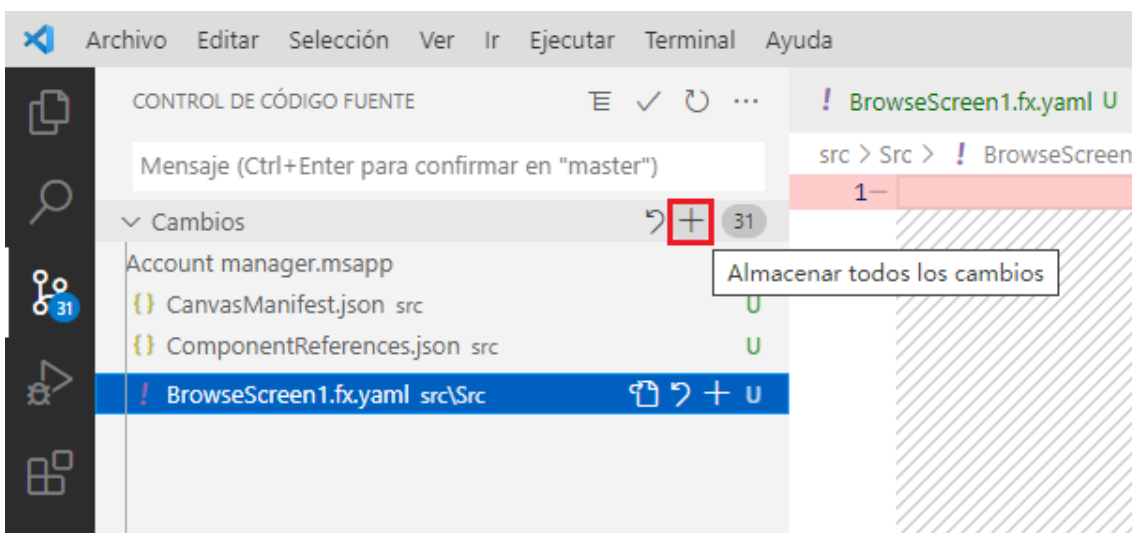 Archivo Editar Selección Ver Ir Ejecutar Terminal Ayuda
CONTROL DE CÓDIGO FUENTE
! BrowseScreen1.fx.yaml U
Mensaje (Ctrl+Enter para confirmar en "master")
src > Src > ! BrowseScreen
1
Cambios 31
Account manager.msapp
Almacenar todos los cambios
{} CanvasManifest.json src U
31
{} ComponentReferences.json src U
! BrowseScreen1.fx.yaml src\Src U